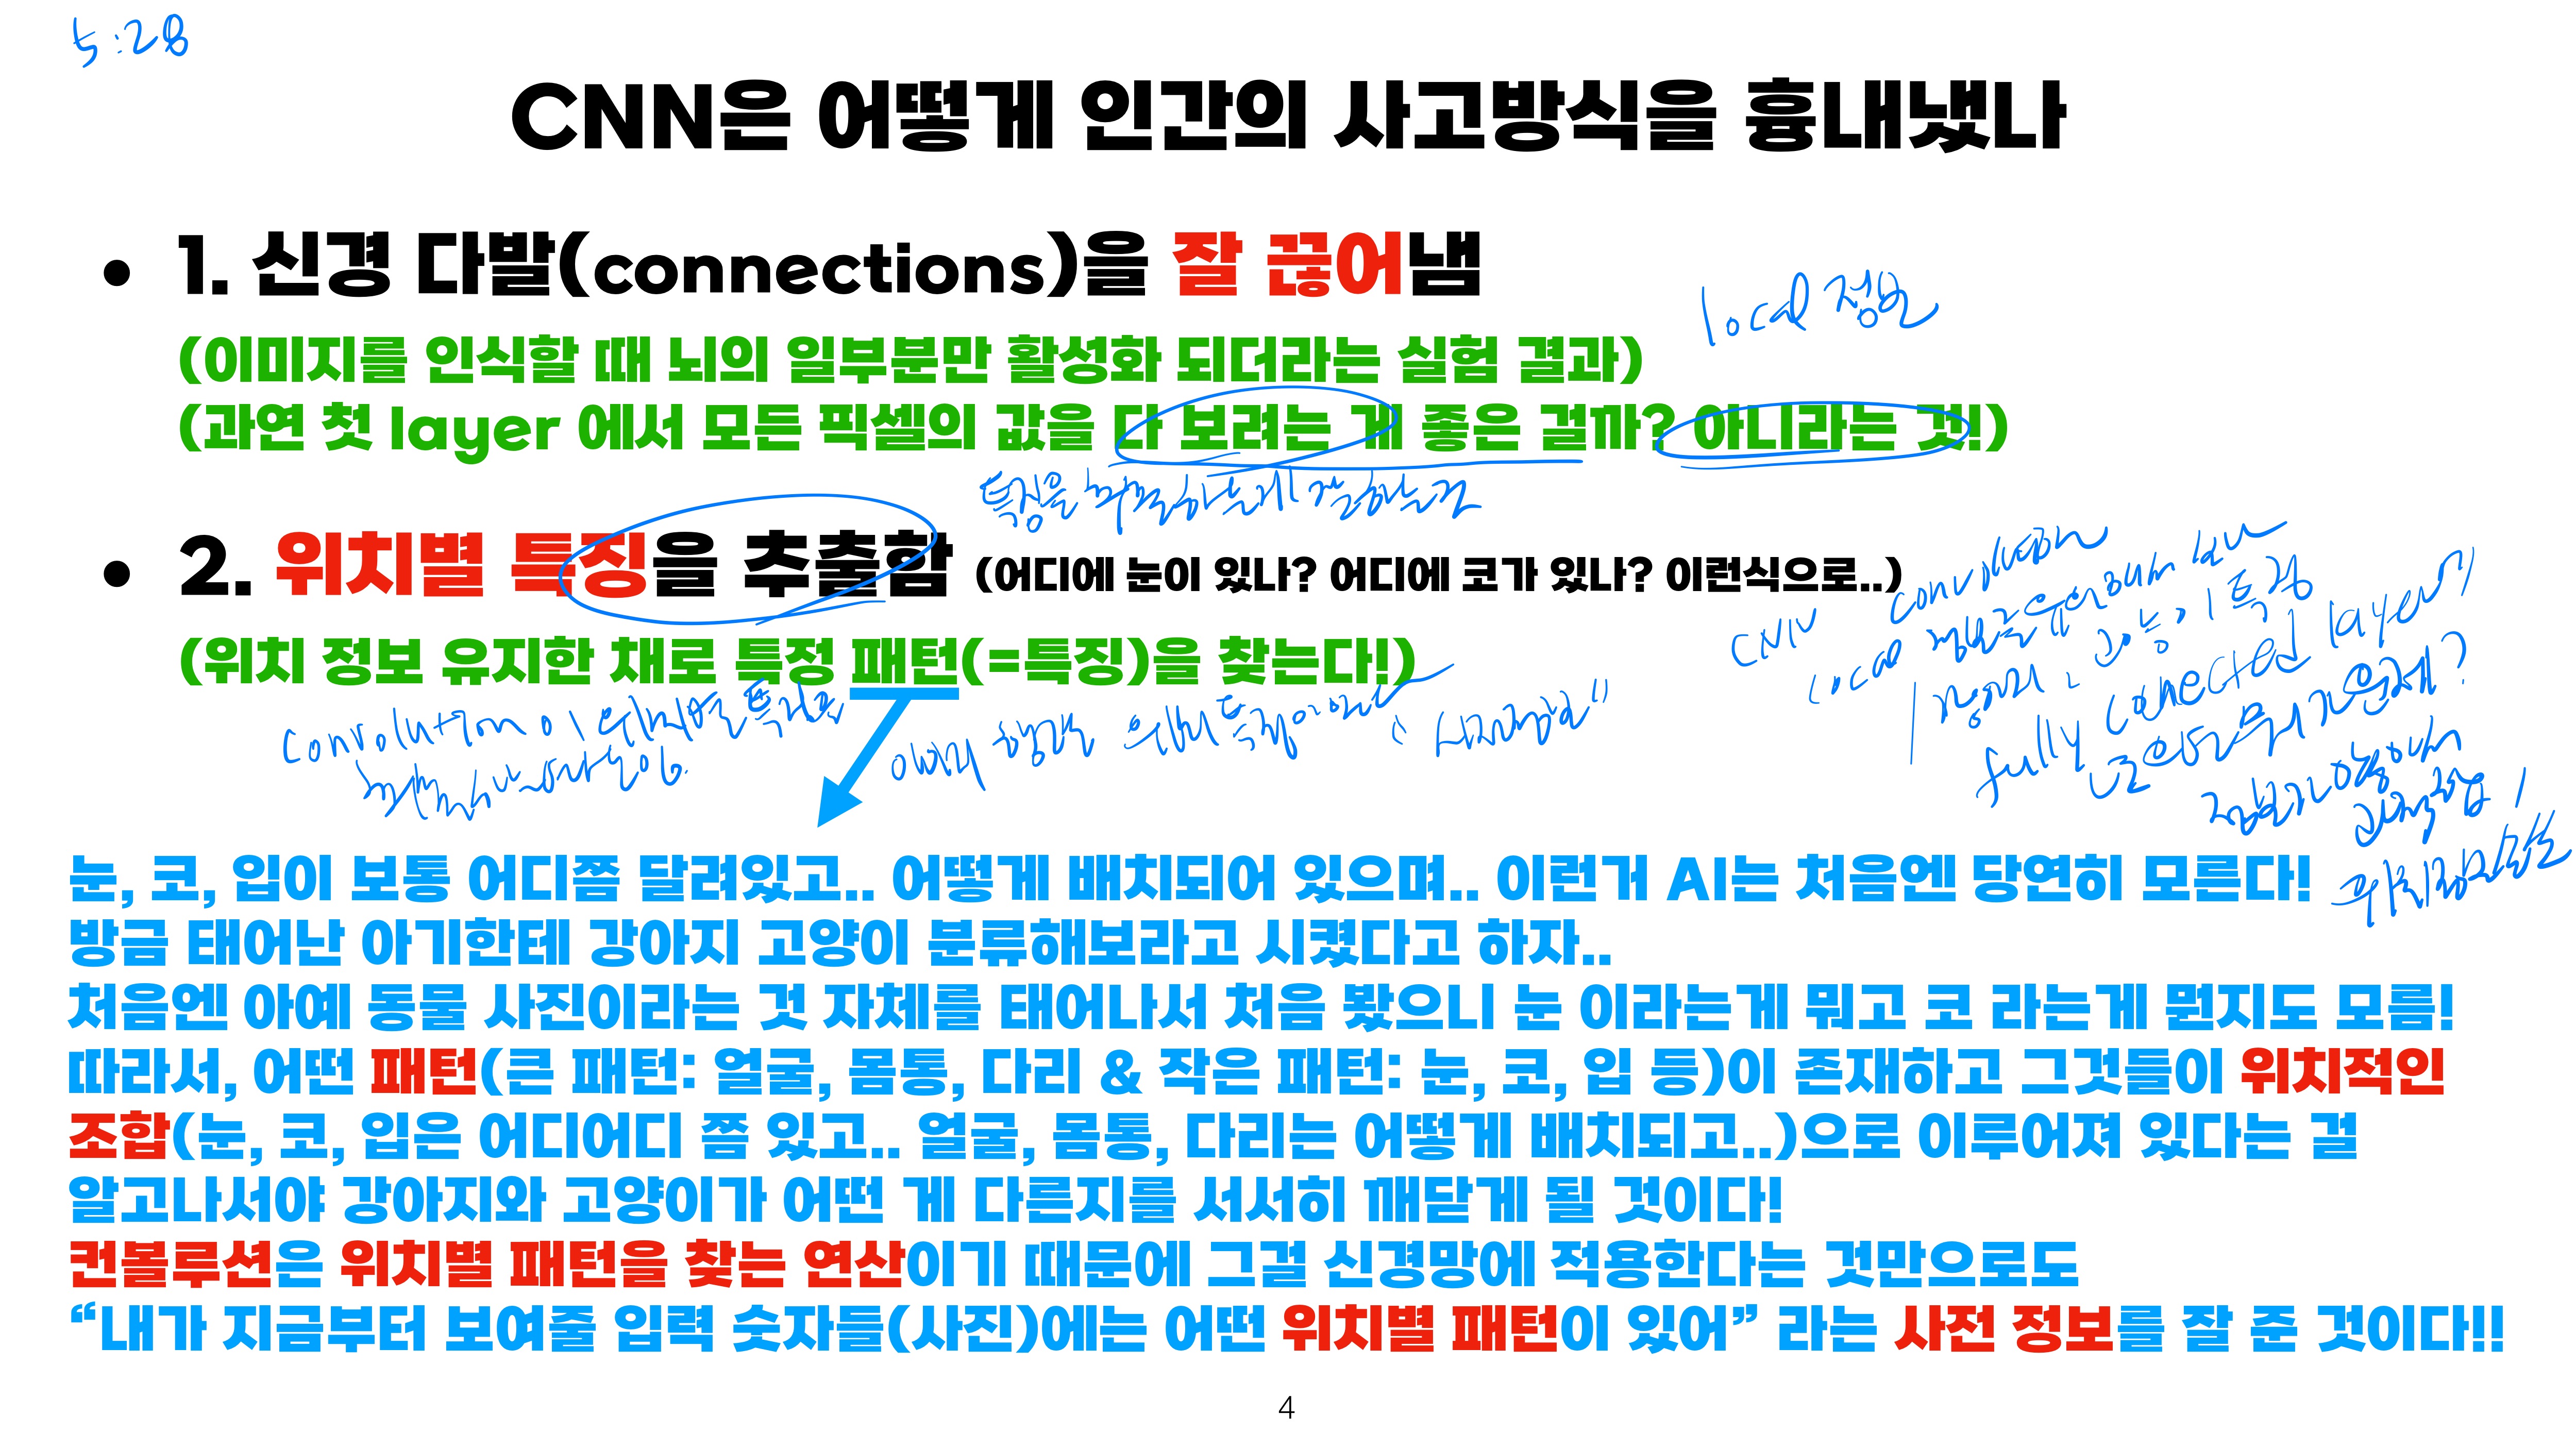 5:28
CNN은 어떻게 인간의 사고방식을 흉내냈나
• 1. 신경 다발(connections)을 잘 끊어냄
local 정보
(이미지를 인식할 때 뇌의 일부분만 활성화 되더라는 실험 결과)
(과연 첫 layer 에서 모든 픽셀의 값을 다 보려는 게 좋은 걸까? 아니라는 것!)
특징을
• 2. 위치별 특징을 추출함 (어디에 눈이 있나? 어디에 코가 있나? 이런식으로..)
CNN convolution
local 정보를
fully connected layer
(위치 정보 유지한 채로 특정 패턴(=특징)을 찾는다!)
convolution이 위치별 특징을
위치정보손실
눈, 코, 입이 보통 어디쯤 달려있고.. 어떻게 배치되어 있으며.. 이런거 AI는 처음엔 당연히 모른다!
방금 태어난 아기한테 강아지 고양이 분류해보라고 시켰다고 하자..
처음엔 아예 동물 사진이라는 것 자체를 태어나서 처음 봤으니 눈 이라는게 뭐고 코 라는게 뭔지도 모름!
따라서, 어떤 패턴(큰 패턴: 얼굴, 몸통, 다리 & 작은 패턴: 눈, 코, 입 등)이 존재하고 그것들이 위치적인
조합(눈, 코, 입은 어디어디 쯤 있고.. 얼굴, 몸통, 다리는 어떻게 배치되고..)으로 이루어져 있다는 걸
알고나서야 강아지와 고양이가 어떤 게 다른지를 서서히 깨닫게 될 것이다!
컨볼루션은 위치별 패턴을 찾는 연산이기 때문에 그걸 신경망에 적용한다는 것만으로도
“내가 지금부터 보여줄 입력 숫자들(사진)에는 어떤 위치별 패턴이 있어” 라는 사전 정보를 잘 준 것이다!!
4